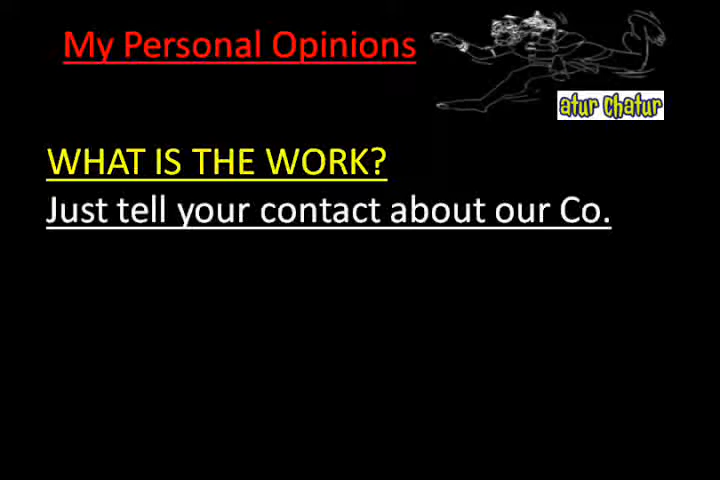 My Personal Opinions
atur chatur
WHAT IS THE WORK?
Just tell your contact about our Co.